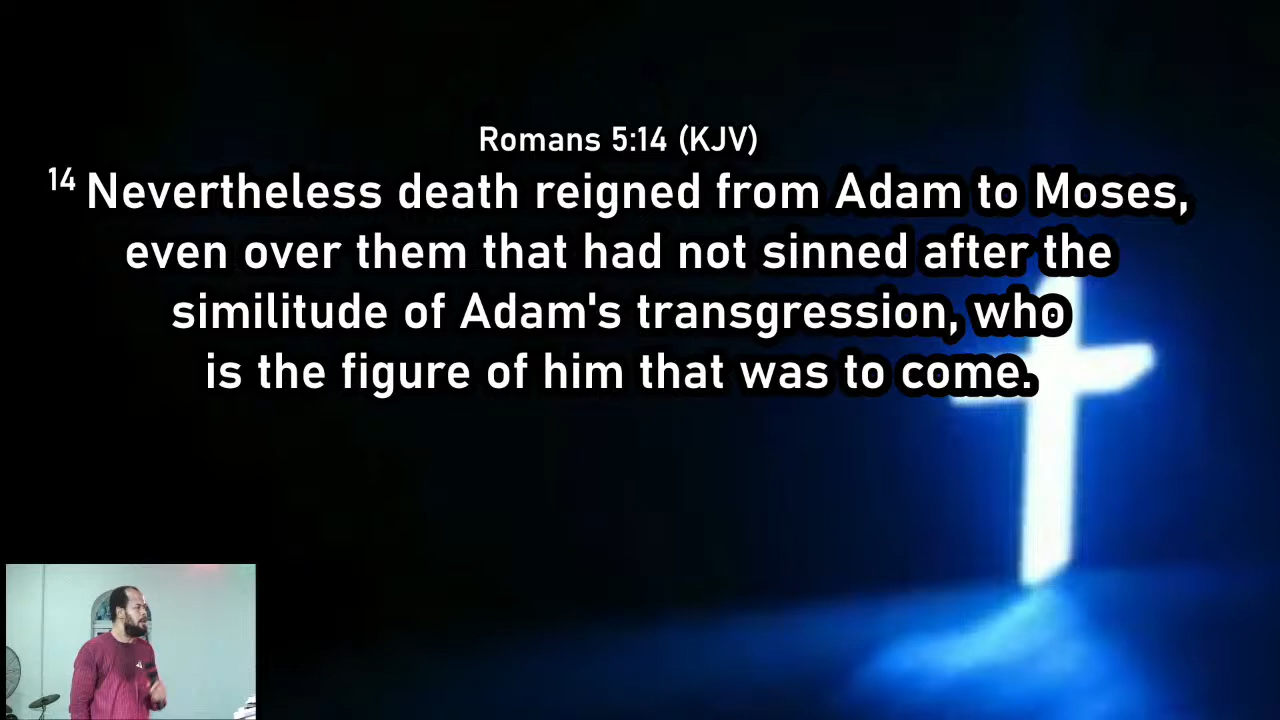 Romans 5:14 (KJV)
14 Nevertheless death reigned from Adam to Moses,
even over them that had not sinned after the
similitude of Adam's transgression, who
is the figure of him that was to come.